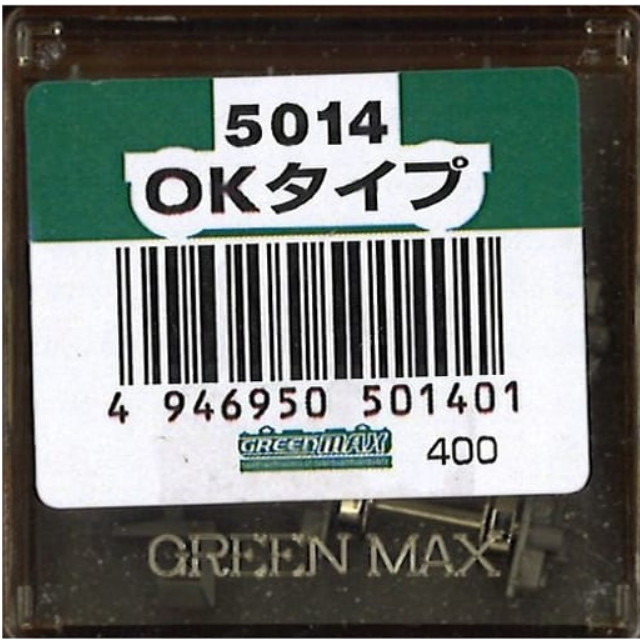 5014
OKタイプ
4 946950 501401
GREENMAX 400
GREEN MAX